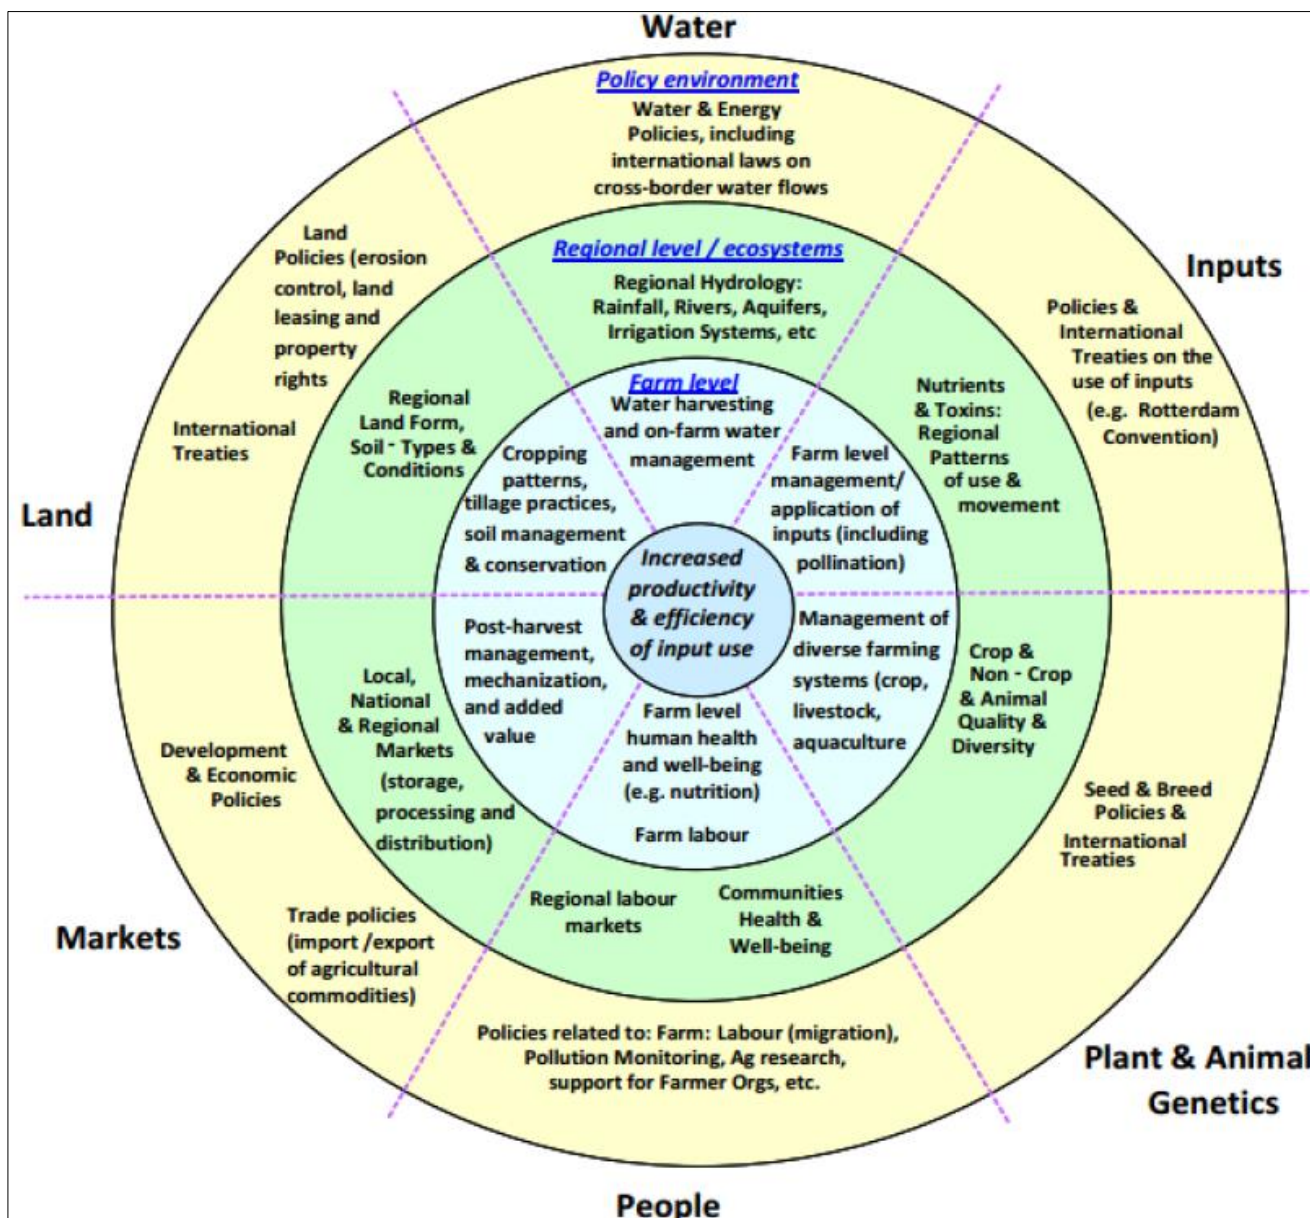 Water
Policy environment
Water & Energy
Policies, including
international laws on
cross-border water flows
Inputs
Policies &
International
Treaties on the
use of inputs
(e.g. Rotterdam
Convention)
Land
Policies (erosion
control, land
leasing and
property
rights
International
Treaties
Land
Regional level / ecosystems
Regional Hydrology:
Rainfall, Rivers, Aquifers,
Irrigation Systems, etc
Nutrients
& Toxins:
Regional
Patterns
of use &
movement
Regional
Land Form,
Soil - Types &
Conditions
Farm level
Water harvesting
and on-farm water
management
Farm level
management/
application of
inputs (including
pollination)
Cropping
patterns,
tillage practices,
soil management
& conservation
Increased
productivity
& efficiency
of input use
Post-harvest
management,
mechanization,
and added
value
Farm level
human health
and well-being
(e.g. nutrition)
Farm labour
Management of
diverse farming
systems (crop,
livestock,
aquaculture
Crop &
Non - Crop
& Animal
Quality &
Diversity
Local,
National
& Regional
Markets
(storage,
processing and
distribution)
Regional labour
markets
Communities
Health &
Well-being
Development
& Economic
Policies
Trade policies
(import /export
of agricultural
commodities)
Markets
Seed & Breed
Policies &
International
Treaties
Plant & Animal
Genetics
Policies related to: Farm: Labour (migration),
Pollution Monitoring, Ag research,
support for Farmer Orgs, etc.
People